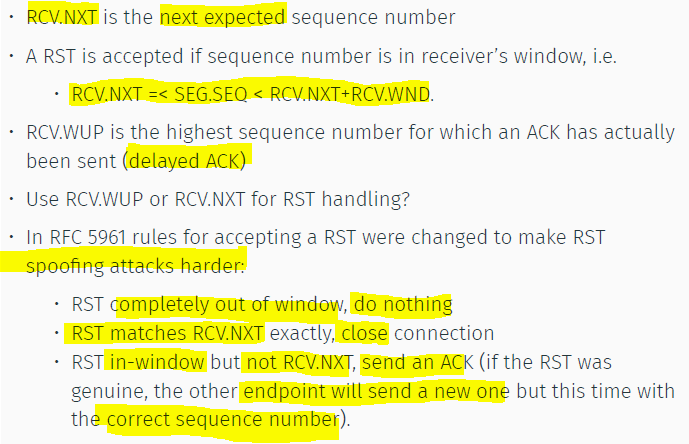 • RCV.NXT is the next expected sequence number
• A RST is accepted if sequence number is in receiver's window, i.e.
• RCV.NXT =< SEG.SEQ < RCV.NXT+RCV.WND.
• RCV.WUP is the highest sequence number for which an ACK has actually
been sent (delayed ACK)
• Use RCV.WUP or RCV.NXT for RST handling?
• In RFC 5961 rules for accepting a RST were changed to make RST
spoofing attacks harder:
• RST completely out of window, do nothing
• RST matches RCV.NXT exactly, close connection
• RST in-window but not RCV.NXT, send an ACK (if the RST was
genuine, the other endpoint will send a new one but this time with
the correct sequence number).